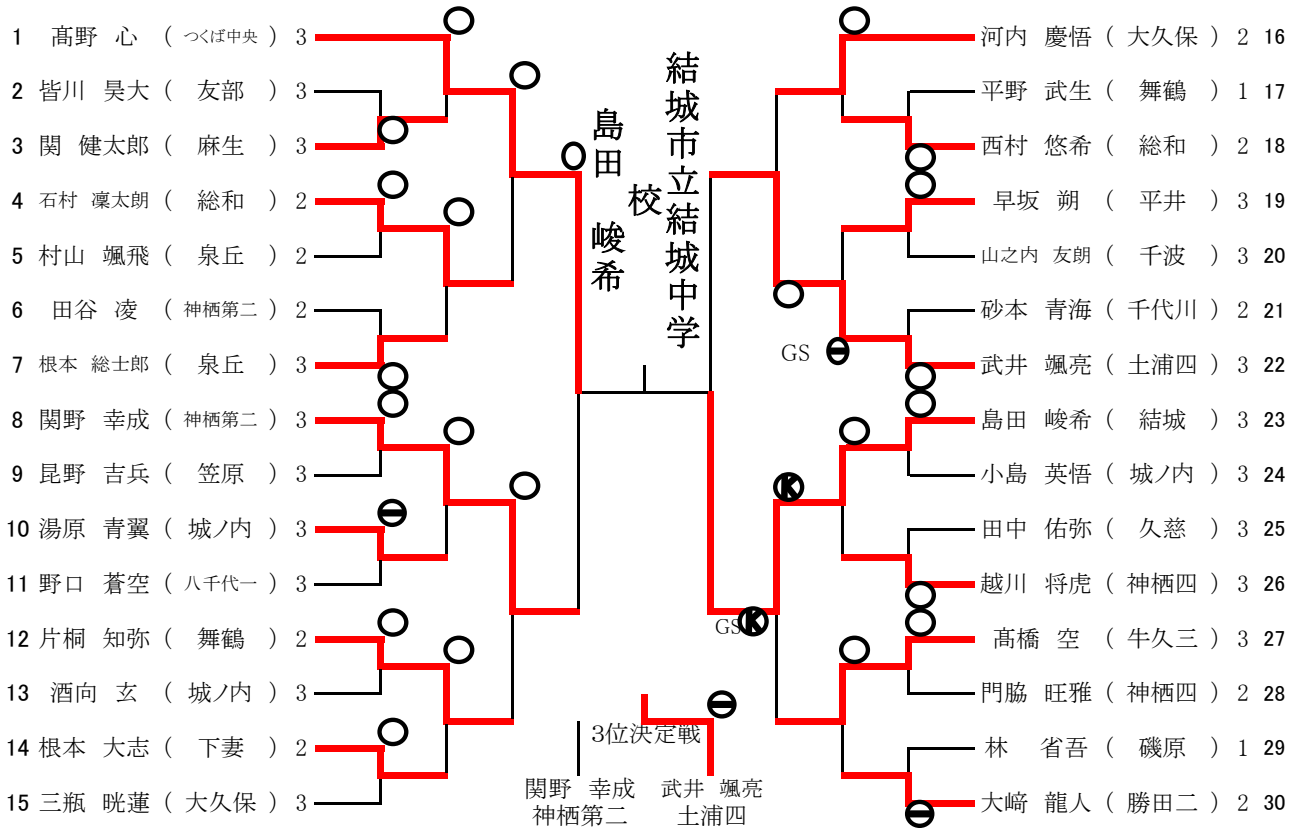 1 髙野 心 ( つくば中央 ) 3
2 皆川 昊大 ( 友部 ) 3
3 関 健太郎 ( 麻生 ) 3
4 石村 凜太朗 ( 総和 ) 2
5 村山 颯飛 ( 泉丘 ) 2
6 田谷 凌 ( 神栖第二 ) 2
7 根本 総士郎 ( 泉丘 ) 3
8 関野 幸成 ( 神栖第二 ) 3
9 昆野 吉兵 ( 笠原 ) 3
10 湯原 青翼 ( 城ノ内 ) 3
11 野口 蒼空 ( 八千代一 ) 3
12 片桐 知弥 ( 舞鶴 ) 2
13 酒向 玄 ( 城ノ内 ) 3
14 根本 大志 ( 下妻 ) 2
15 三瓶 晄蓮 ( 大久保 ) 3
島田 峻希
結城市立結城中学
校
GS
GS K
K
3位決定戦
関野 幸成 武井 颯亮
神栖第二 土浦四
河内 慶悟 ( 大久保 ) 2 16
平野 武生 ( 舞鶴 ) 1 17
西村 悠希 ( 総和 ) 2 18
早坂 朔 ( 平井 ) 3 19
山之内 友朗 ( 千波 ) 3 20
砂本 青海 ( 千代川 ) 2 21
武井 颯亮 ( 土浦四 ) 3 22
島田 峻希 ( 結城 ) 3 23
小島 英悟 ( 城ノ内 ) 3 24
田中 佑弥 ( 久慈 ) 3 25
越川 将虎 ( 神栖四 ) 3 26
髙橋 空 ( 牛久三 ) 3 27
門脇 旺雅 ( 神栖四 ) 2 28
林 省吾 ( 磯原 ) 1 29
大﨑 龍人 ( 勝田二 ) 2 30